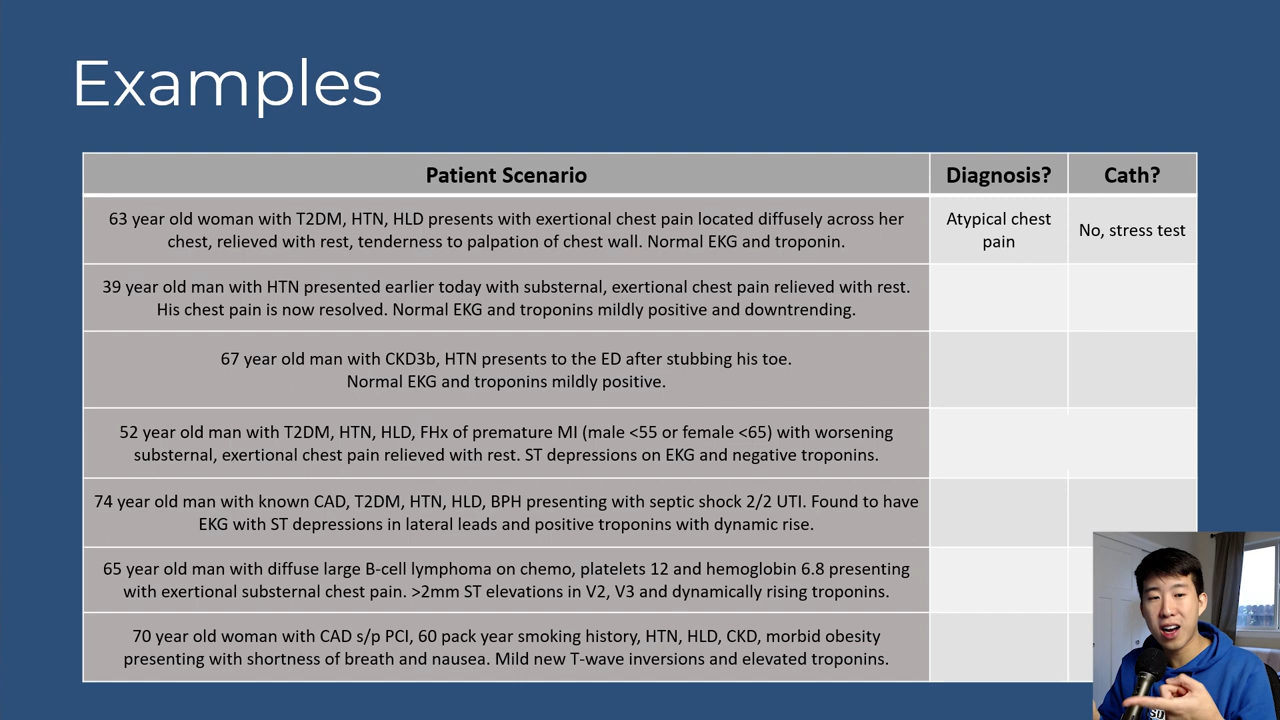 Examples
Patient Scenario
Diagnosis?
Cath?
63 year old woman with T2DM, HTN, HLD presents with exertional chest pain located diffusely across her
chest, relieved with rest, tenderness to palpation of chest wall. Normal EKG and troponin.
Atypical chest
pain
No, stress test
39 year old man with HTN presented earlier today with substernal, exertional chest pain relieved with rest.
His chest pain is now resolved. Normal EKG and troponins mildly positive and downtrending.
67 year old man with CKD3b, HTN presents to the ED after stubbing his toe.
Normal EKG and troponins mildly positive.
52 year old man with T2DM, HTN, HLD, FHx of premature MI (male <55 or female <65) with worsening
substernal, exertional chest pain relieved with rest. ST depressions on EKG and negative troponins.
74 year old man with known CAD, T2DM, HTN, HLD, BPH presenting with septic shock 2/2 UTI. Found to have
EKG with ST depressions in lateral leads and positive troponins with dynamic rise.
65 year old man with diffuse large B-cell lymphoma on chemo, platelets 12 and hemoglobin 6.8 presenting
with exertional substernal chest pain. >2mm ST elevations in V2, V3 and dynamically rising troponins.
70 year old woman with CAD s/p PCI, 60 pack year smoking history, HTN, HLD, CKD, morbid obesity
presenting with shortness of breath and nausea. Mild new T-wave inversions and elevated troponins.